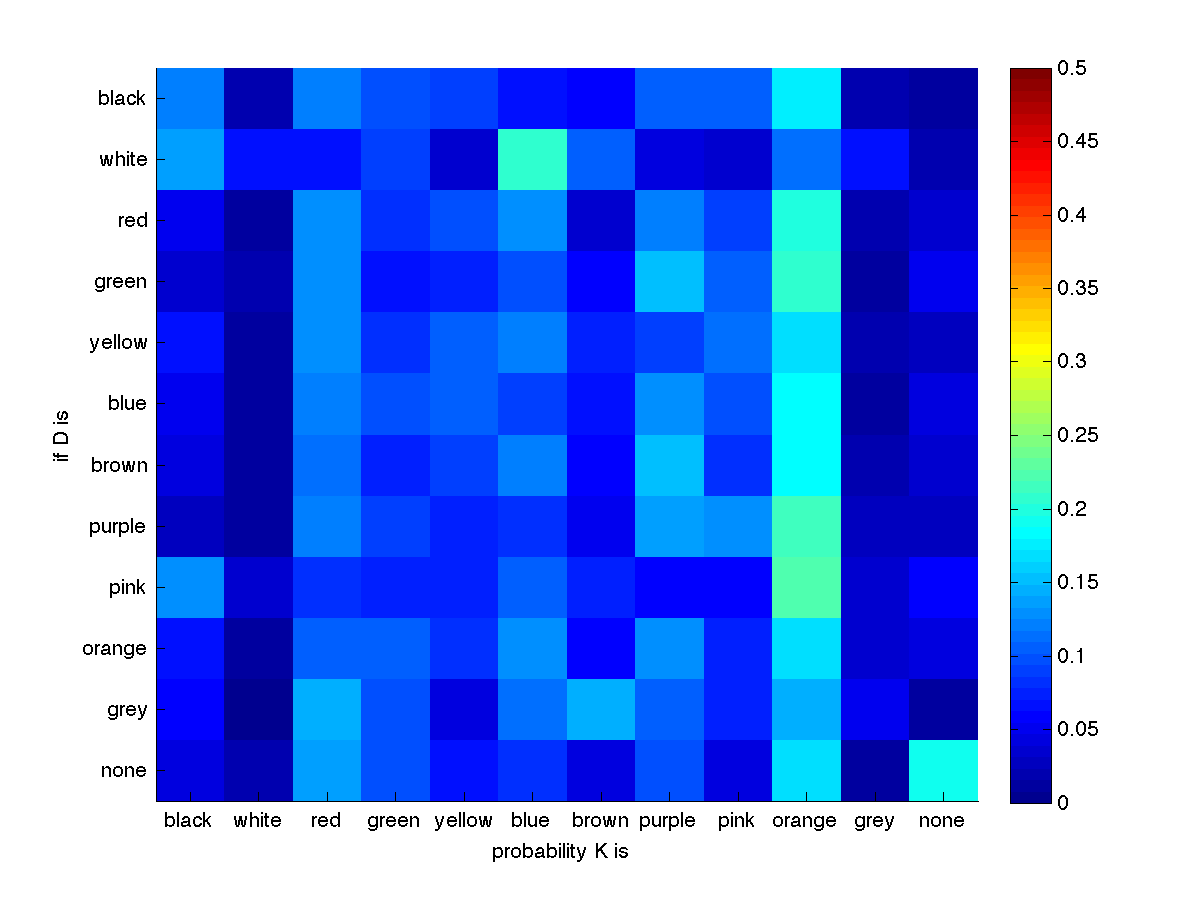 black
white
red
green
yellow
blue
brown
purple
pink
orange
grey
none
if D is
black white red green yellow blue brown purple pink orange grey none
probability K is
0.5
0.45
0.4
0.35
0.3
0.25
0.2
0.15
0.1
0.05
0